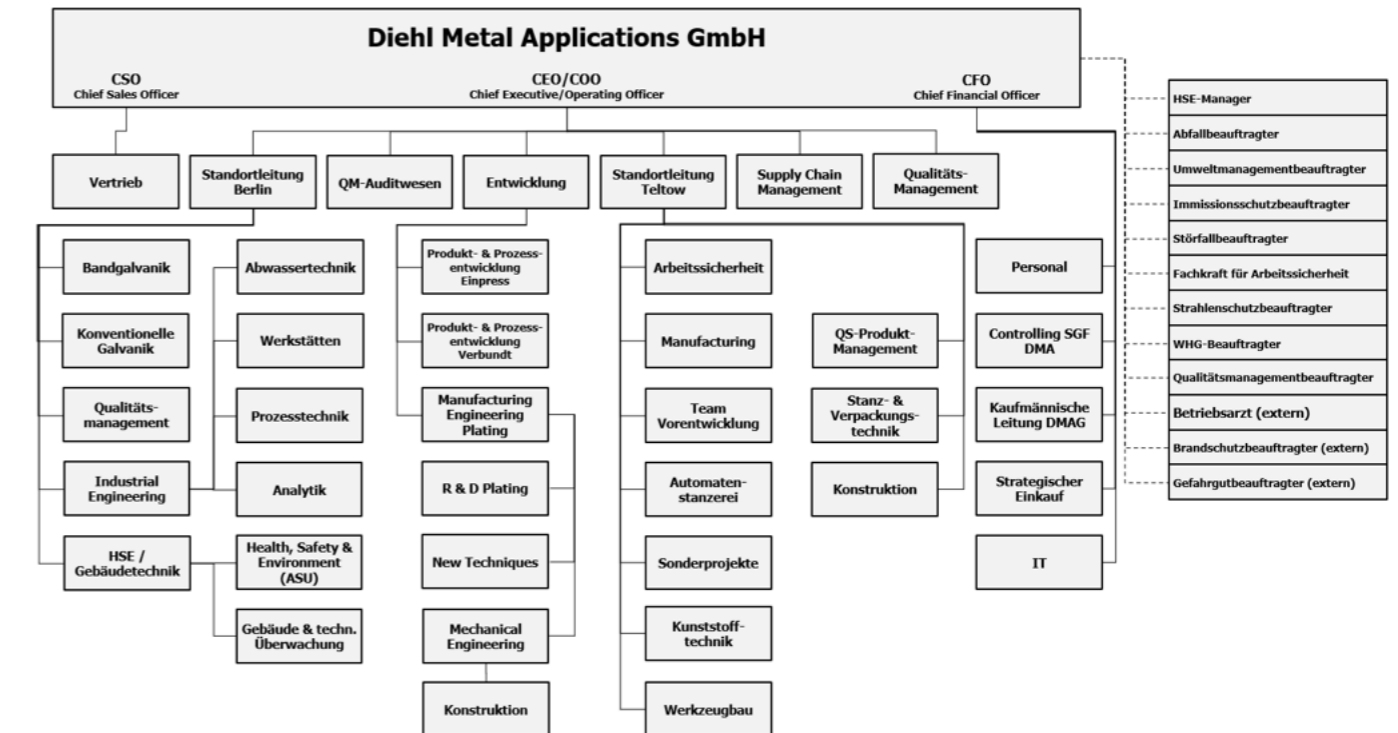 Diehl Metal Applications GmbH
CSO
Chief Sales Officer
CEO/COO
Chief Executive/Operating Officer
CFO
Chief Financial Officer
Vertrieb
Standortleitung
Berlin
QM-Auditwesen
Entwicklung
Standortleitung
Teltow
Supply Chain
Management
Qualitäts-
Management
Bandgalvanik
Konventionelle
Galvanik
Qualitäts-
management
Industrial
Engineering
HSE /
Gebäudetechnik
Abwassertechnik
Werkstätten
Prozesstechnik
Analytik
Health, Safety &
Environment
(ASU)
Gebäude & techn.
Überwachung
Produkt- & Prozess-
entwicklung
Einpress
Produkt- & Prozess-
entwicklung
Verbundt
Manufacturing
Engineering
Plating
R & D Plating
New Techniques
Mechanical
Engineering
Konstruktion
Arbeitssicherheit
Manufacturing
Team
Vorentwicklung
Automaten-
stanzerei
Sonderprojekte
Kunststoff-
technik
Werkzeugbau
QS-Produkt-
Management
Stanz- &
Verpackungs-
technik
Konstruktion
Personal
Controlling SGF
DMA
Kaufmännische
Leitung DMAG
Strategischer
Einkauf
IT
HSE-Manager
Abfallbeauftragter
Umweltmanagementbeauftragter
Immissionsschutzbeauftragter
Störfallbeauftragter
Fachkraft für Arbeitssicherheit
Strahlenschutzbeauftragter
WHG-Beauftragter
Qualitätsmanagementbeauftragter
Betriebsarzt (extern)
Brandschutzbeauftragter (extern)
Gefahrgutbeauftragter (extern)